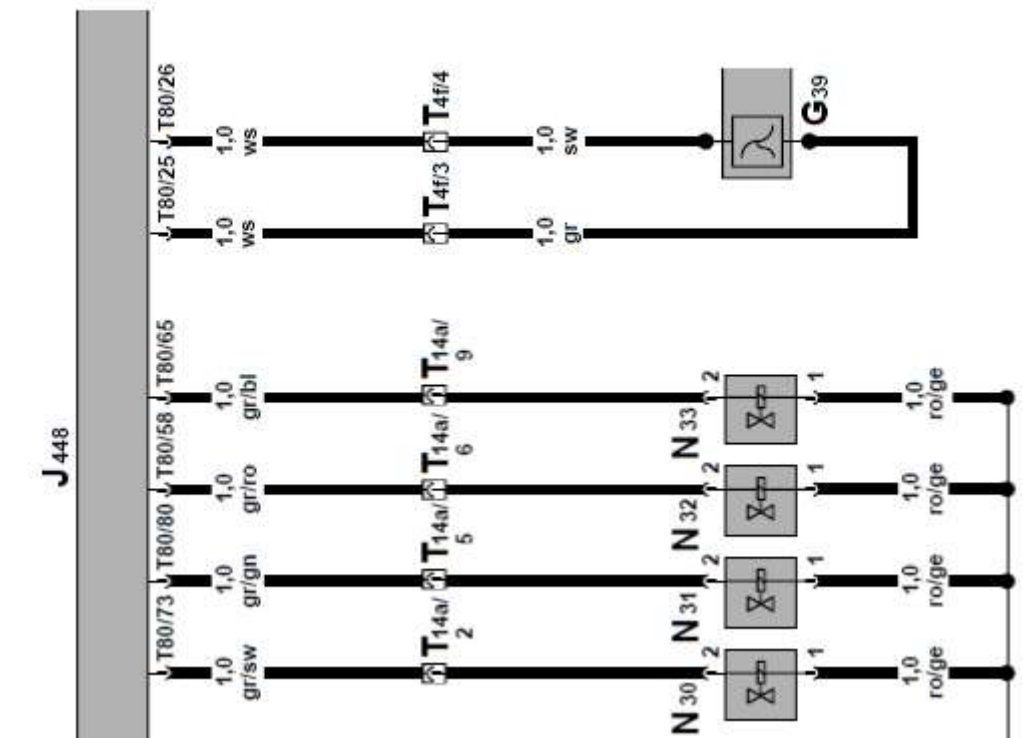 J448
T80/26
1,0
ws
T4f/4
1,0
sw
G39
T80/25
1,0
ws
T4f/3
1,0
gr
T80/65
1,0
gr/bl
T14a/
9
2
N33
1
1,0
ro/ge
T80/58
1,0
gr/ro
T14a/
6
2
N32
1
1,0
ro/ge
T80/80
1,0
gr/gn
T14a/
5
2
N31
1
1,0
ro/ge
T80/73
1,0
gr/sw
T14a/
2
2
N30
1
1,0
ro/ge